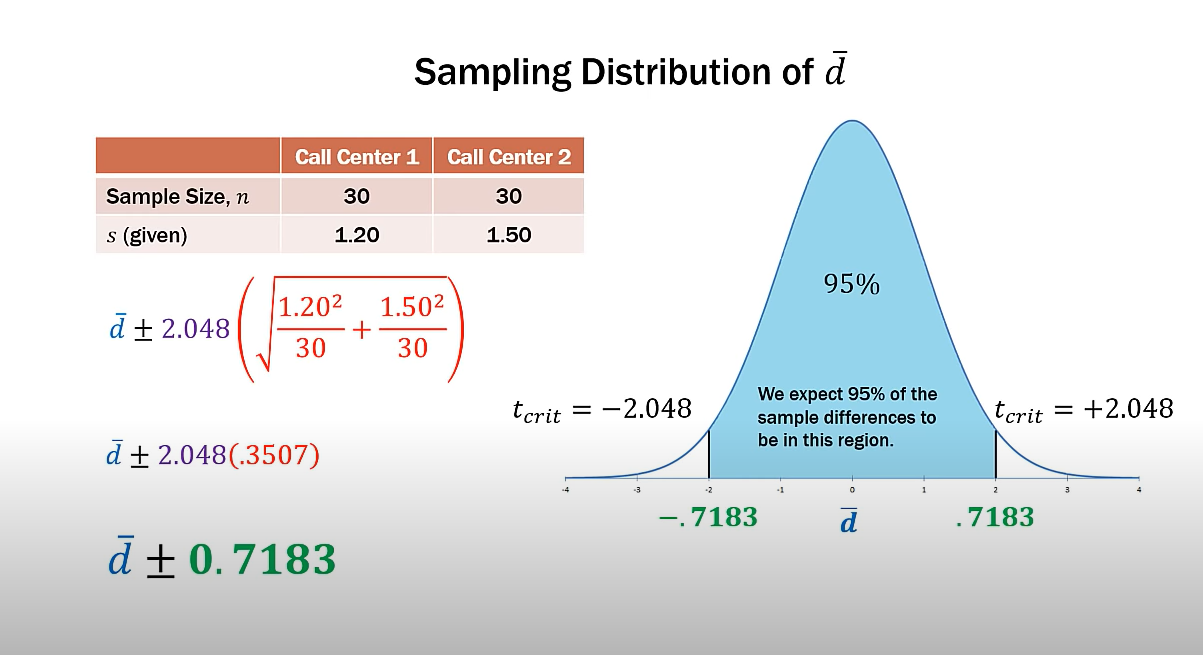 Sampling Distribution of d̄
Call Center 1 Call Center 2
Sample Size, n 30 30
s (given) 1.20 1.50
d̄ ± 2.048 (√(1.20²/30 + 1.50²/30))
d̄ ± 2.048(.3507)
d̄ ± 0.7183
95%
We expect 95% of the
sample differences to
be in this region.
t_crit = −2.048
t_crit = +2.048
-4 -3 -2 -1 0 1 2 3 4
−.7183 d̄ .7183